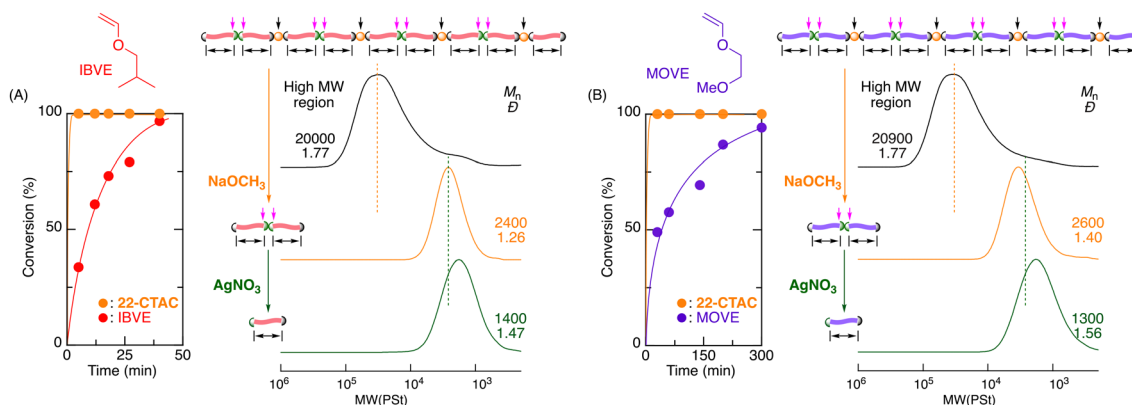 O
IBVE
(A)
100
50
0
Conversion (%)
0
25
50
Time (min)
: 22-CTAC
: IBVE
High MW
region
Mn
Đ
20000
1.77
NaOCH3
2400
1.26
AgNO3
1400
1.47
10^6
10^5
10^4
10^3
MW(PSt)
O
O
MeO
MOVE
(B)
100
50
0
Conversion (%)
0
150
200
300
Time (min)
: 22-CTAC
: MOVE
High MW
region
Mn
Đ
20900
1.77
NaOCH3
2600
1.40
AgNO3
1300
1.56
10^6
10^5
10^4
10^3
MW(PSt)